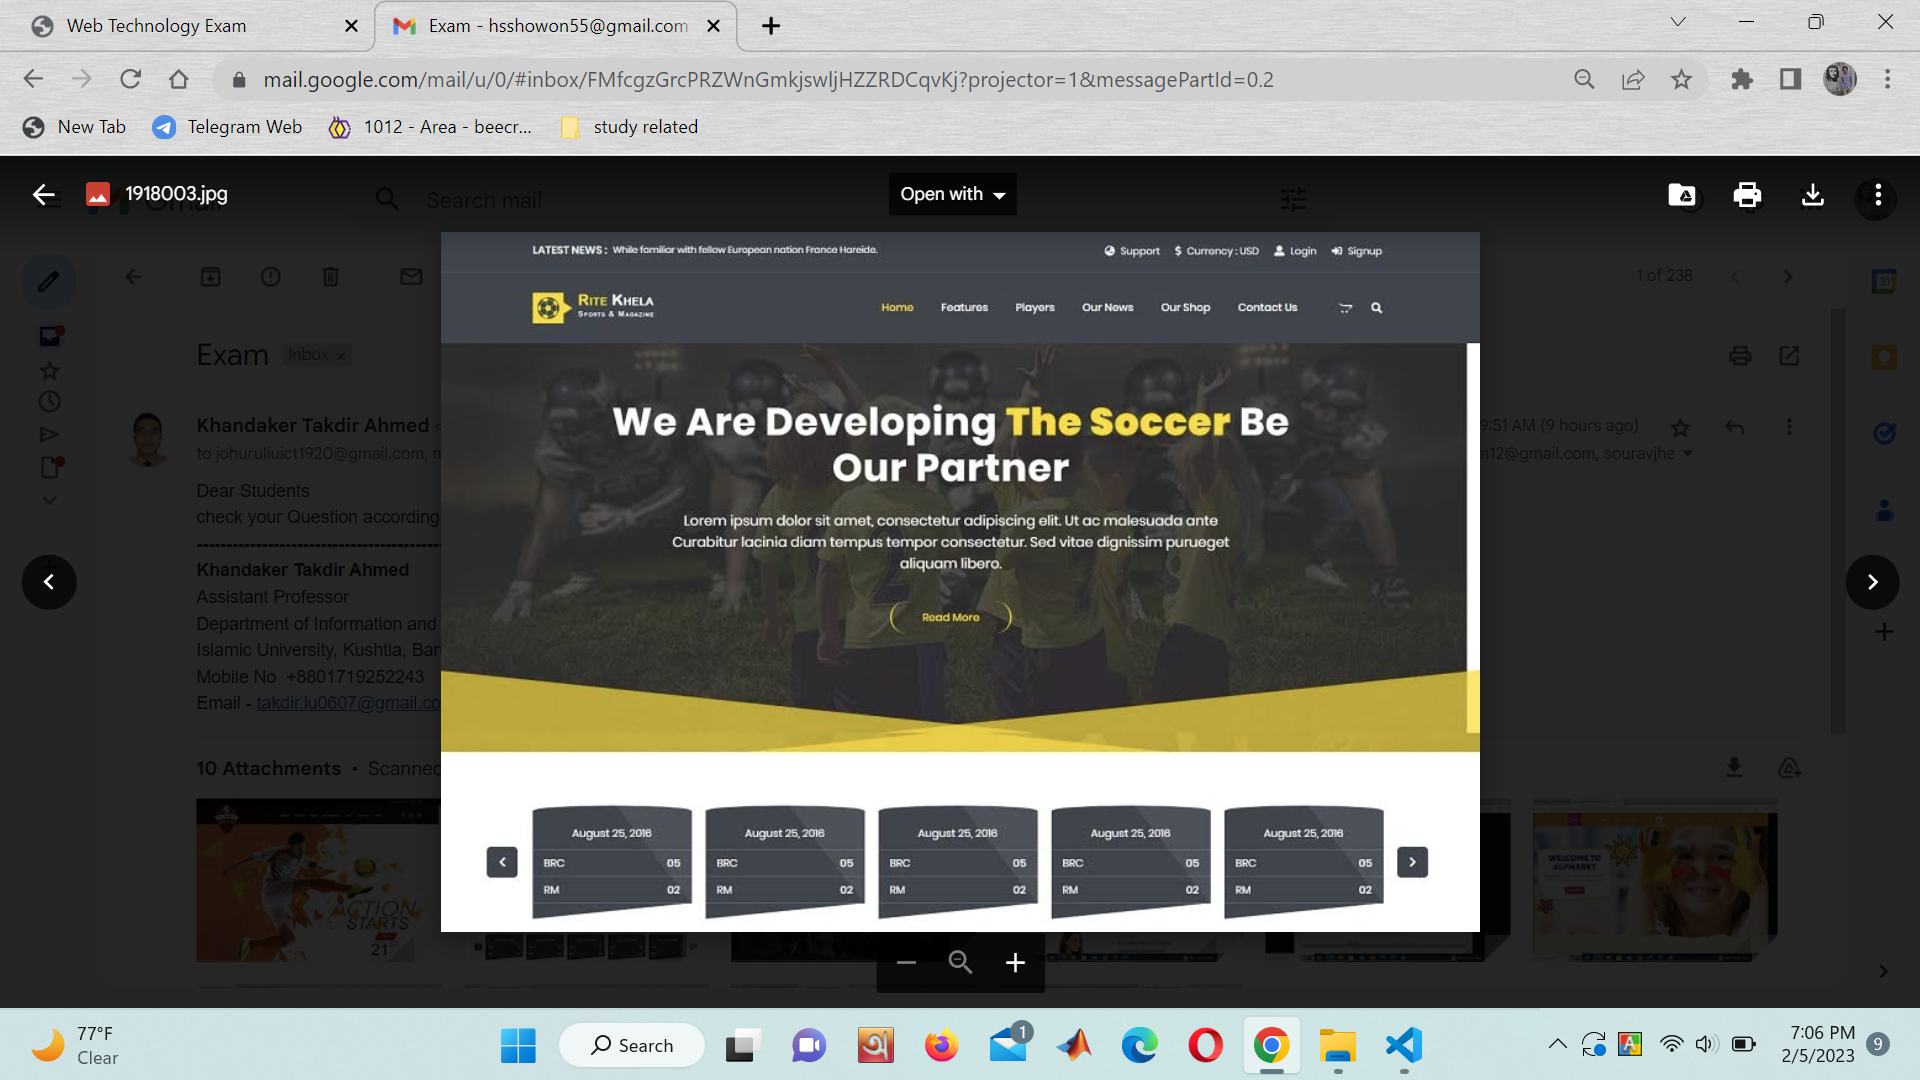 Web Technology Exam
Exam - hsshowon55@gmail.com
mail.google.com/mail/u/0/#inbox/FMfcgzGrcPRZWnGmkjswljHZZRDCqvKj?projector=1&messagePartId=0.2
New Tab
Telegram Web
1012 - Area - beecr...
study related
1918003.jpg
Search mail
Open with
1 of 238
Exam
Inbox
Khandaker Takdir Ahmed
9:51 AM (9 hours ago)
to johuruliuict1920@gmail.com,
m12@gmail.com, souravjhe
Dear Students
check your Question according
Khandaker Takdir Ahmed
Assistant Professor
Department of Information and
Islamic University, Kushtia,
Mobile No +8801719252243
Email - takdir.iu0607@gmail.co
10 Attachments • Scanned
LATEST NEWS : While familiar with fellow European nation France Hareide.
Support
$ Currency : USD
Login
Signup
RITE KHELA
SPORTS & MAGAZINE
Home
Features
Players
Our News
Our Shop
Contact Us
We Are Developing The Soccer Be
Our Partner
Lorem ipsum dolor sit amet, consectetur adipiscing elit. Ut ac malesuada ante
Curabitur lacinia diam tempus tempor consectetur. Sed vitae dignissim purueget
aliquam libero.
Read More
August 25, 2016
BRC 05
RM 02
August 25, 2016
BRC 05
RM 02
August 25, 2016
BRC 05
RM 02
August 25, 2016
BRC 05
RM 02
August 25, 2016
BRC 05
RM 02
ACTION
STARTS
21
WELCOME TO
ALPHABET
77°F
Clear
Search
1
7:06 PM
2/5/2023
9